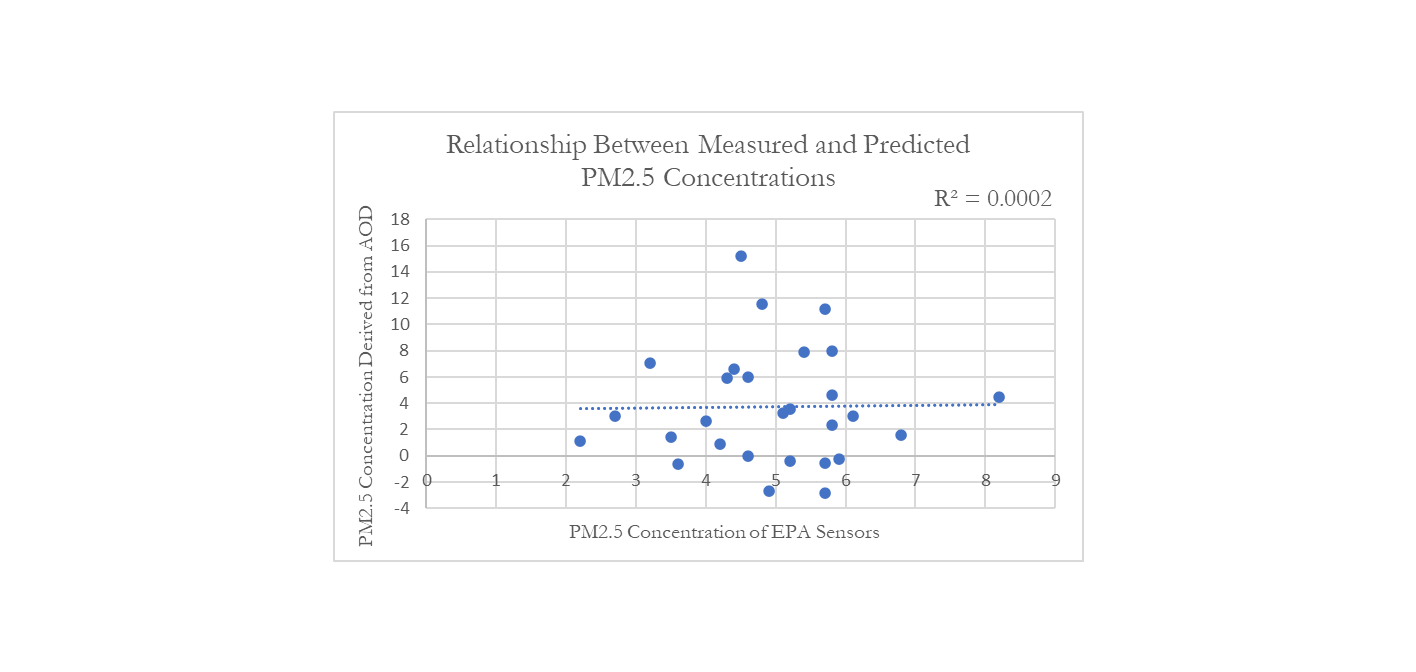 Relationship Between Measured and Predicted
PM2.5 Concentrations
R² = 0.0002
PM2.5 Concentration Derived from AOD
18
16
14
12
10
8
6
4
2
0
-2
-4
0 1 2 3 4 5 6 7 8 9
PM2.5 Concentration of EPA Sensors